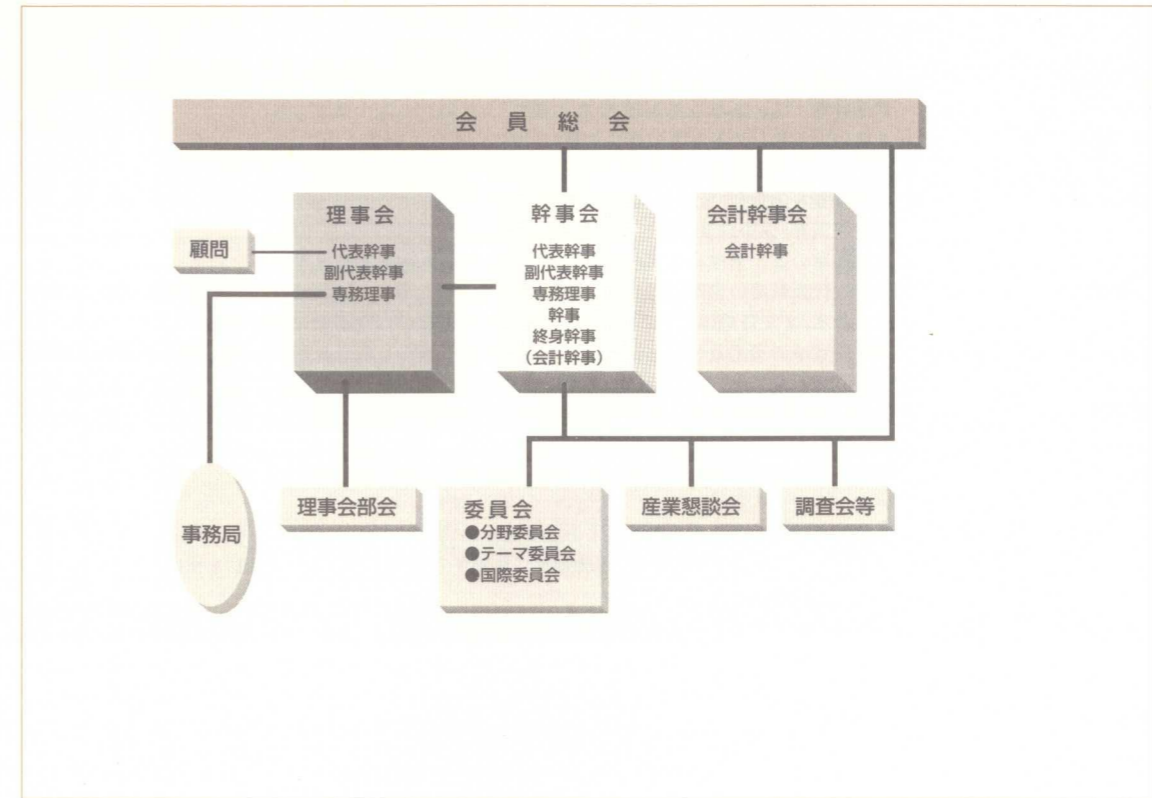 会員総会
顧問
理事会
代表幹事
副代表幹事
専務理事
幹事会
代表幹事
副代表幹事
専務理事
幹事
終身幹事
（会計幹事）
会計幹事会
会計幹事
事務局
理事会部会
委員会
●分野委員会
●テーマ委員会
●国際委員会
産業懇談会
調査会等